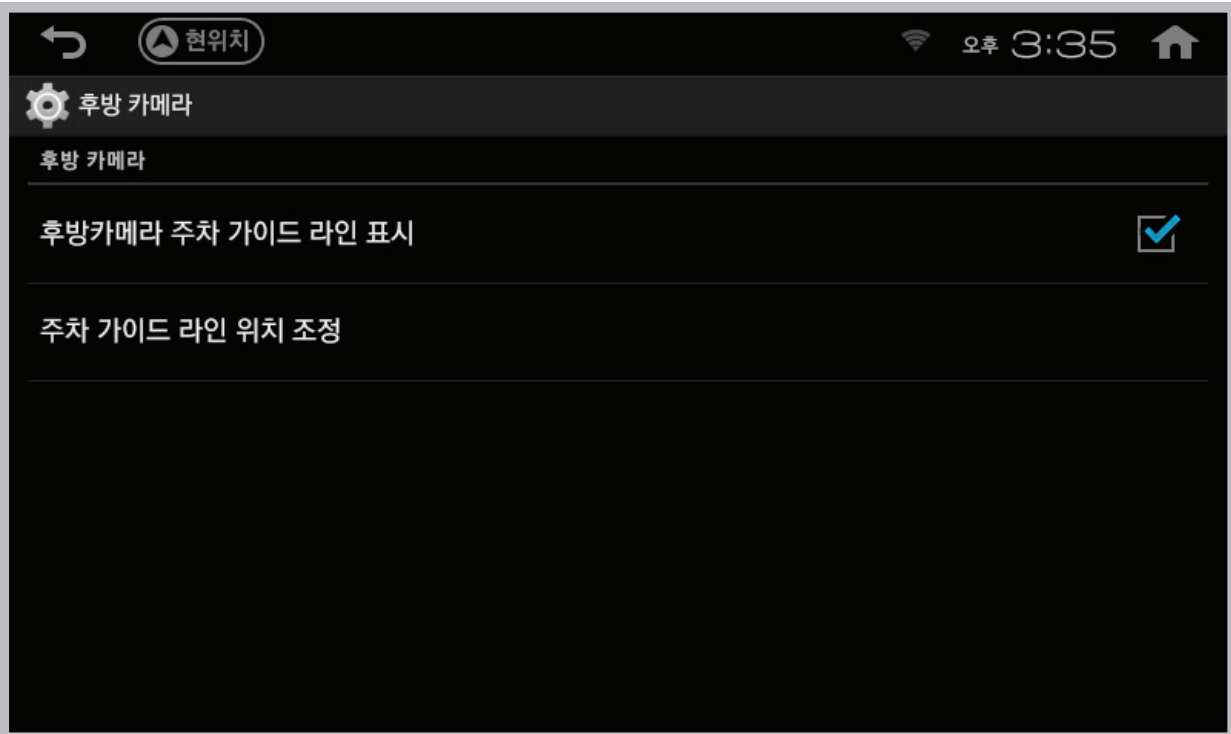 현위치
오후 3:35
후방 카메라
후방 카메라
후방카메라 주차 가이드 라인 표시
주차 가이드 라인 위치 조정